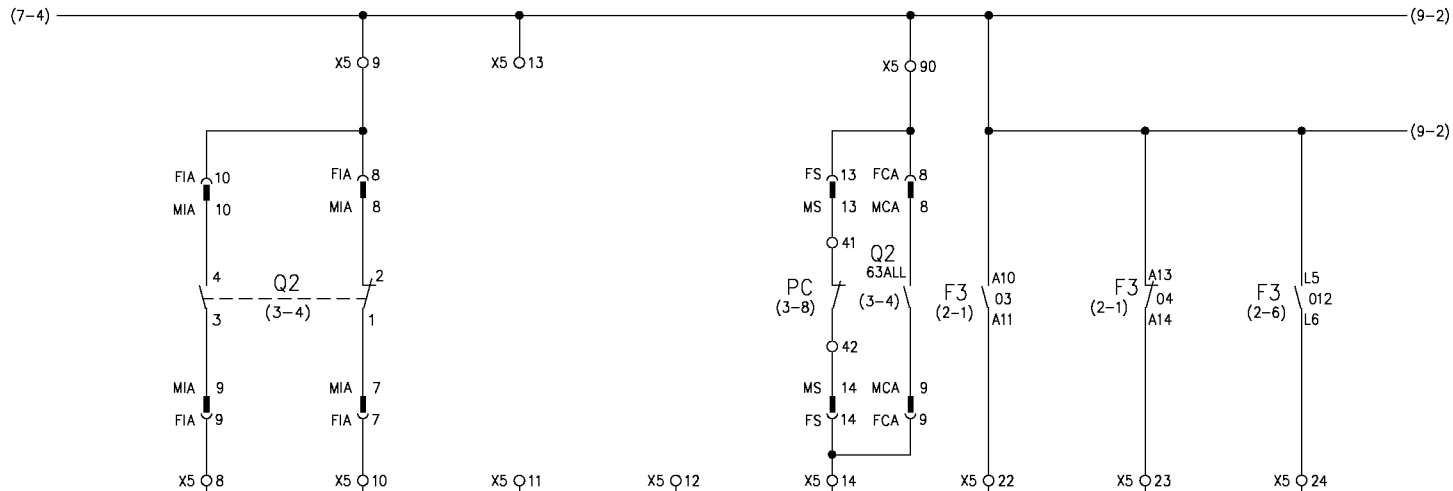 (7-4) (9-2)
X5 9 X5 13 X5 90
(9-2)
FIA 10 FIA 8 FS 13 FCA 8
MIA 10 MIA 8 MS 13 MCA 8
41
Q2
63ALL
4 Q2 2 PC A10 A13 L5
(3-4) (3-8) (3-4) F3 03 F3 04 F3 012
3 1 (2-1) A11 (2-1) A14 (2-6) L6
42
MIA 9 MIA 7 MS 14 MCA 9
FIA 9 FIA 7 FS 14 FCA 9
X5 8 X5 10 X5 11 X5 12 X5 14 X5 22 X5 23 X5 24